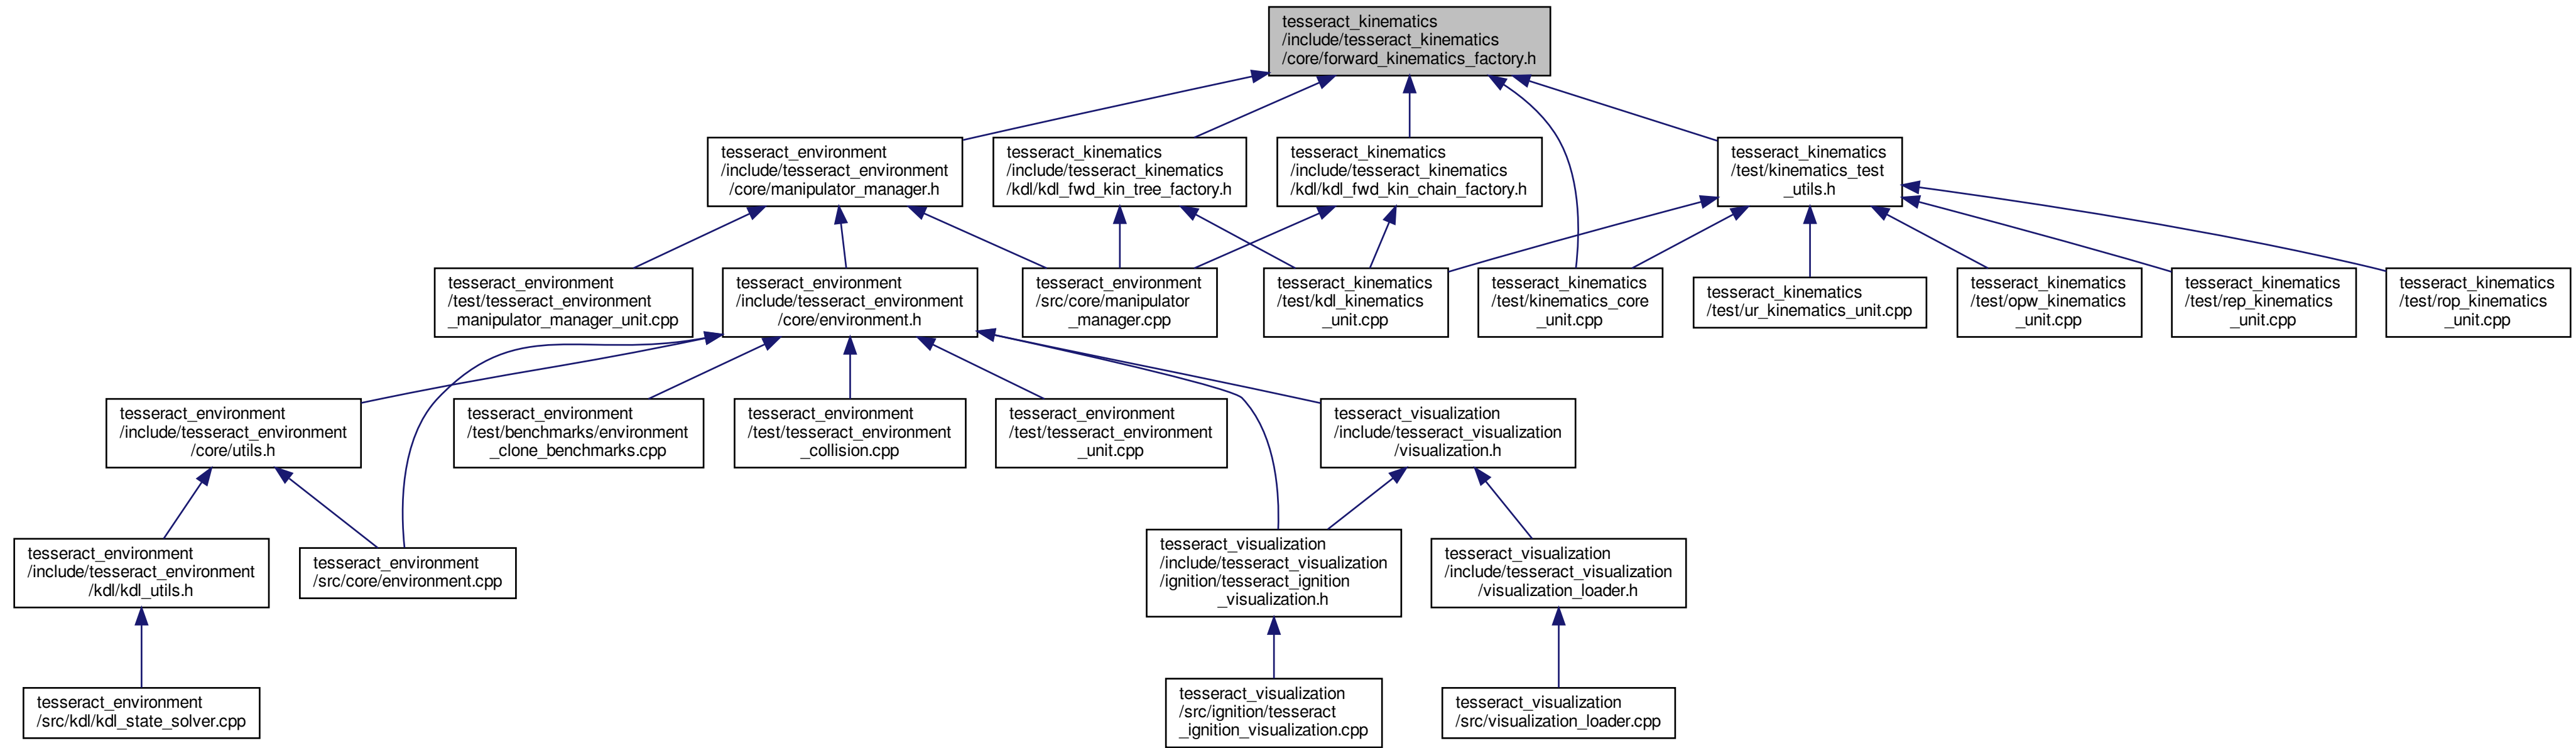 tesseract_kinematics
/include/tesseract_kinematics
/core/forward_kinematics_factory.h
tesseract_environment
/include/tesseract_environment
/core/manipulator_manager.h
tesseract_kinematics
/include/tesseract_kinematics
/kdl/kdl_fwd_kin_tree_factory.h
tesseract_kinematics
/include/tesseract_kinematics
/kdl/kdl_fwd_kin_chain_factory.h
tesseract_kinematics
/test/kinematics_test
_utils.h
tesseract_environment
/test/tesseract_environment
_manipulator_manager_unit.cpp
tesseract_environment
/include/tesseract_environment
/core/environment.h
tesseract_environment
/src/core/manipulator
_manager.cpp
tesseract_kinematics
/test/kdl_kinematics
_unit.cpp
tesseract_kinematics
/test/kinematics_core
_unit.cpp
tesseract_kinematics
/test/ur_kinematics_unit.cpp
tesseract_kinematics
/test/opw_kinematics
_unit.cpp
tesseract_kinematics
/test/rep_kinematics
_unit.cpp
tesseract_kinematics
/test/rop_kinematics
_unit.cpp
tesseract_environment
/include/tesseract_environment
/core/utils.h
tesseract_environment
/test/benchmarks/environment
_clone_benchmarks.cpp
tesseract_environment
/test/tesseract_environment
_collision.cpp
tesseract_environment
/test/tesseract_environment
_unit.cpp
tesseract_visualization
/include/tesseract_visualization
/visualization.h
tesseract_environment
/include/tesseract_environment
/kdl/kdl_utils.h
tesseract_environment
/src/core/environment.cpp
tesseract_visualization
/include/tesseract_visualization
/ignition/tesseract_ignition
_visualization.h
tesseract_visualization
/include/tesseract_visualization
/visualization_loader.h
tesseract_environment
/src/kdl/kdl_state_solver.cpp
tesseract_visualization
/src/ignition/tesseract
_ignition_visualization.cpp
tesseract_visualization
/src/visualization_loader.cpp